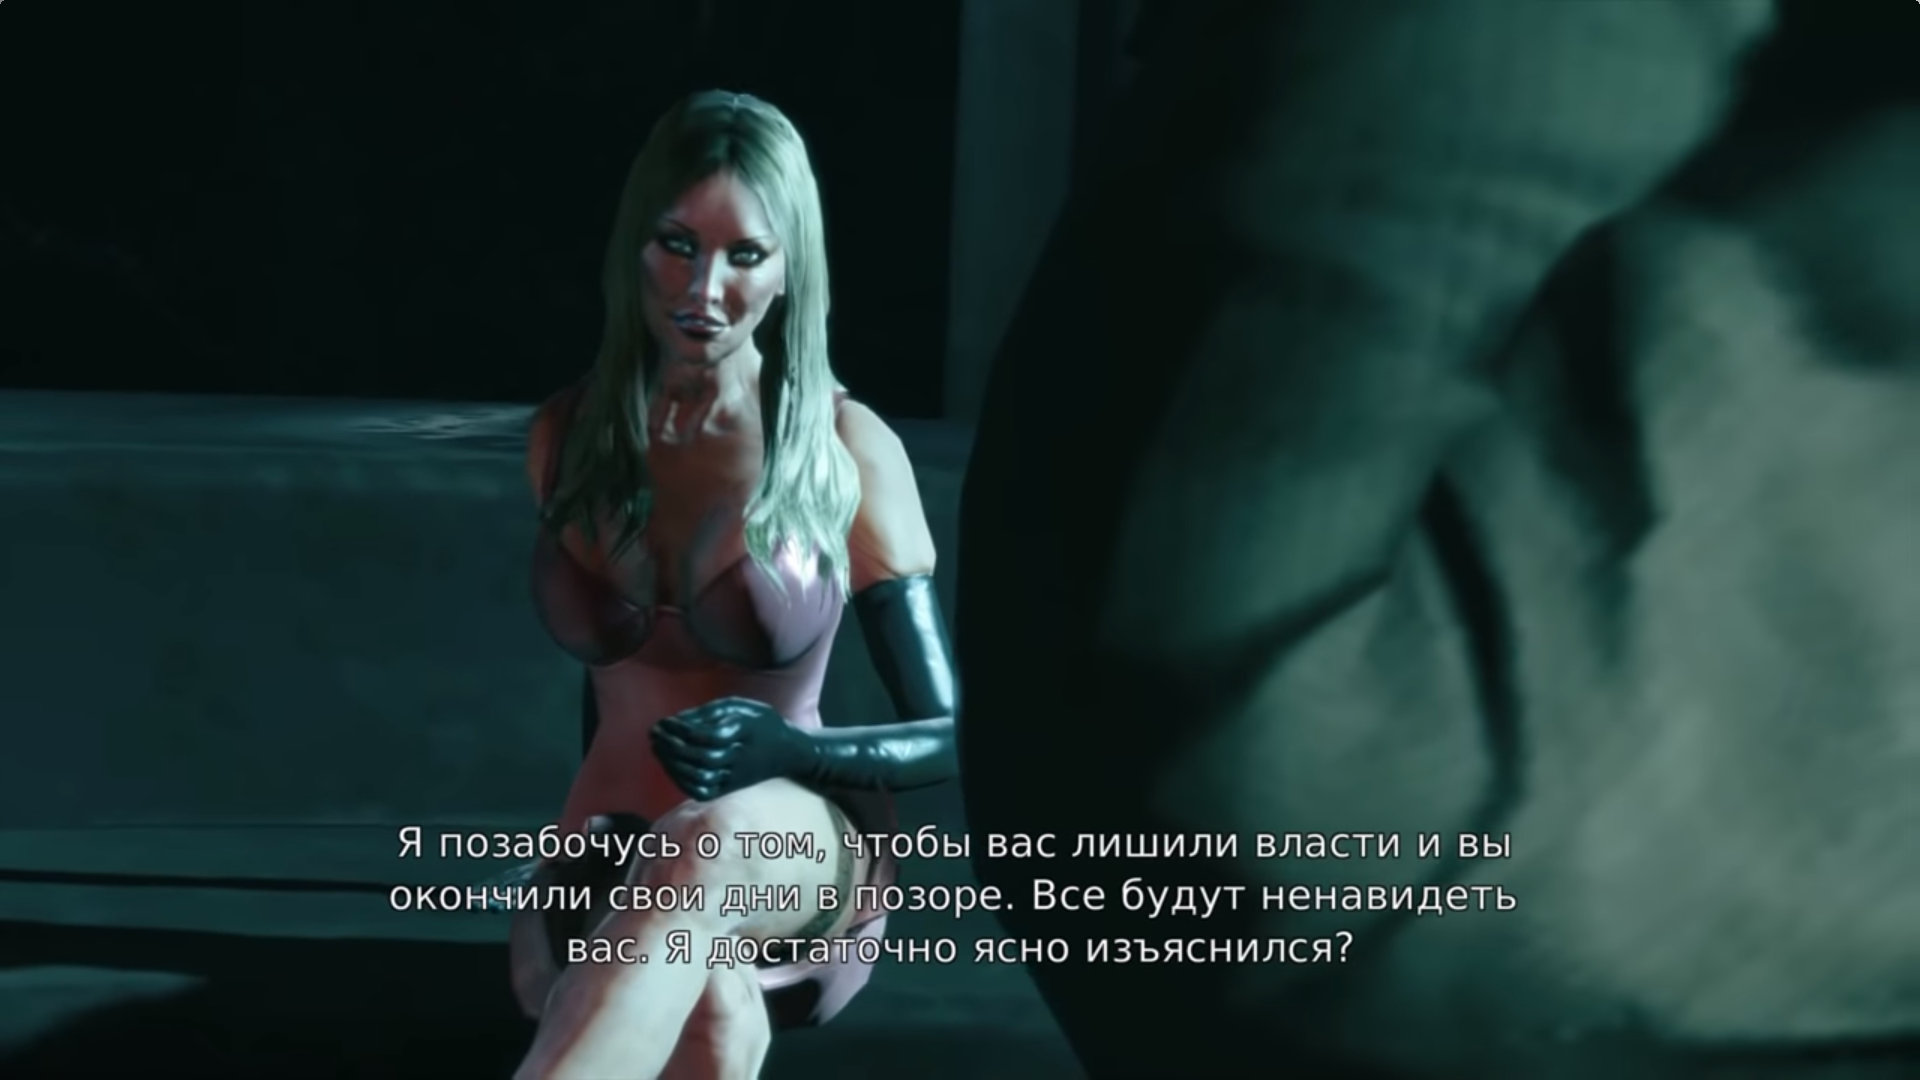 Я позабочусь о том, чтобы вас лишили власти и вы
окончили свои дни в позоре. Все будут ненавидеть
вас. Я достаточно ясно изъяснился?